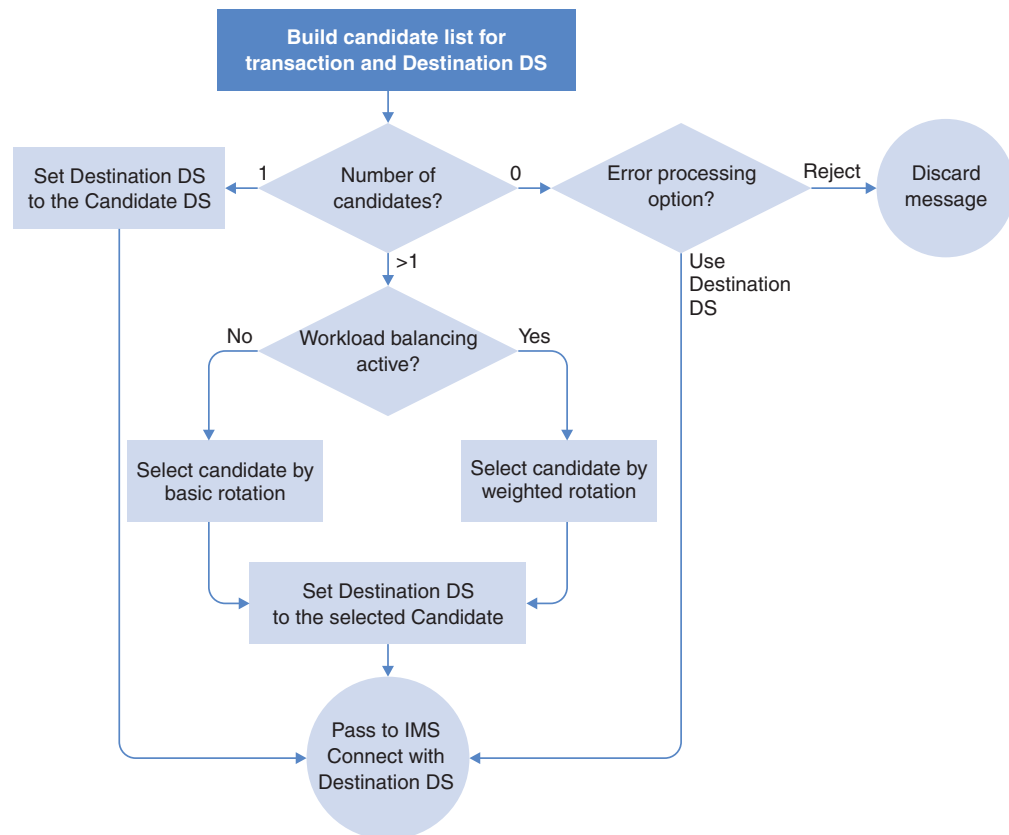 Build candidate list for
transaction and Destination DS
1
0
Set Destination DS
to the Candidate DS
Number of
candidates?
Error processing
option?
Reject
Discard
message
>1
Use
Destination
DS
No
Workload balancing
active?
Yes
Select candidate by
basic rotation
Select candidate by
weighted rotation
Set Destination DS
to the selected Candidate
Pass to IMS
Connect with
Destination DS